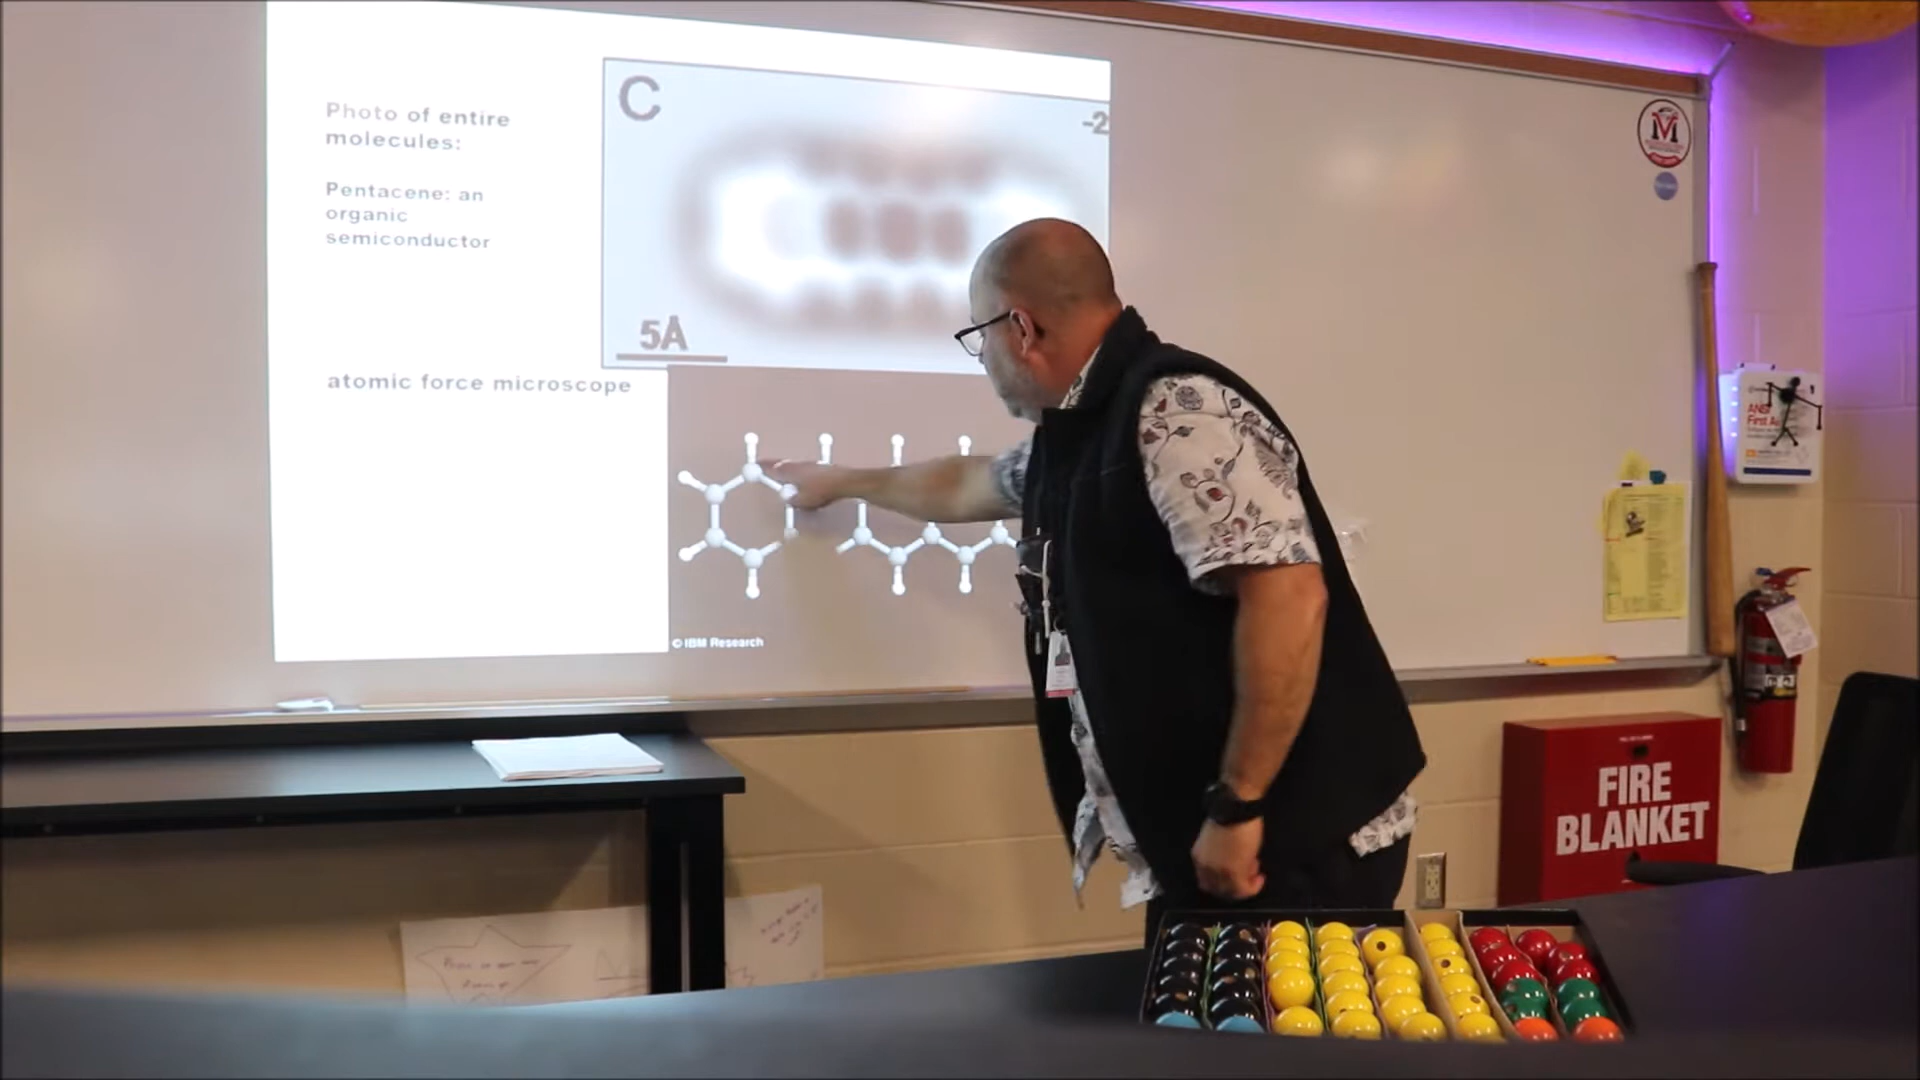 Photo of entire
molecules:
Pentacene: an
organic
semiconductor
C
-2
5Å
atomic force microscope
© IBM Research
FIRE
BLANKET